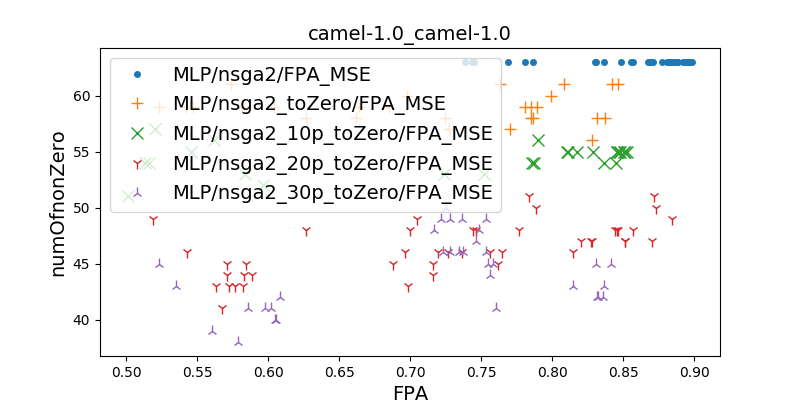 camel-1.0_camel-1.0
MLP/nsga2/FPA_MSE
MLP/nsga2_toZero/FPA_MSE
MLP/nsga2_10p_toZero/FPA_MSE
MLP/nsga2_20p_toZero/FPA_MSE
MLP/nsga2_30p_toZero/FPA_MSE
numOfnonZero
60
55
50
45
40
0.50 0.55 0.60 0.65 0.70 0.75 0.80 0.85 0.90
FPA